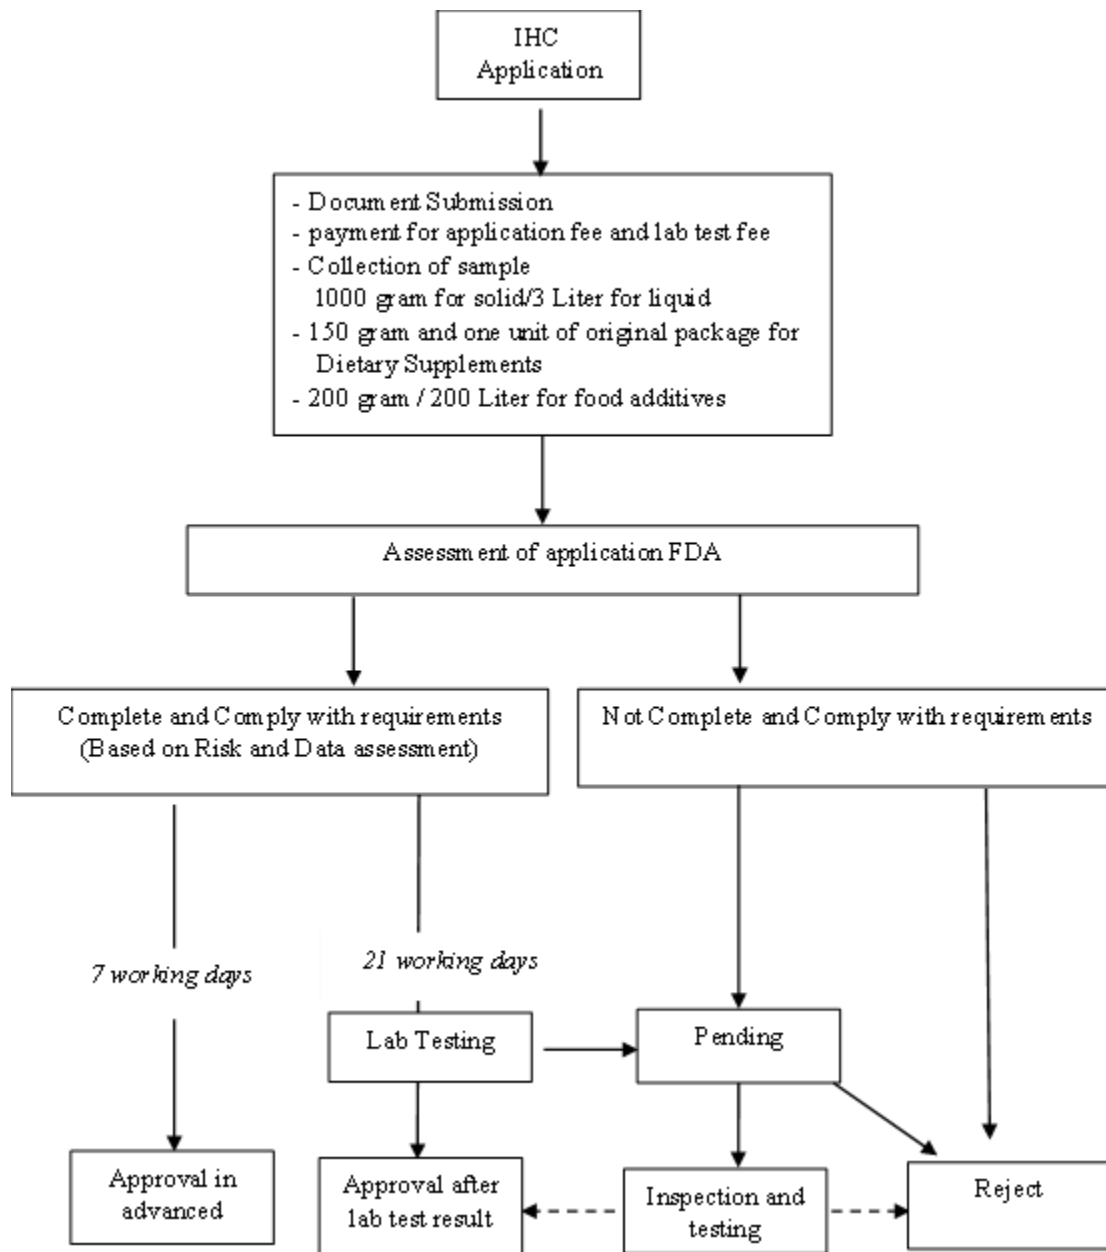 IHC
Application
- Document Submission
- payment for application fee and lab test fee
- Collection of sample
1000 gram for solid/3 Liter for liquid
- 150 gram and one unit of original package for
Dietary Supplements
- 200 gram / 200 Liter for food additives
Assessment of application FDA
Complete and Comply with requirements
(Based on Risk and Data assessment)
Not Complete and Comply with requirements
7 working days
21 working days
Lab Testing
Pending
Approval in
advanced
Approval after
lab test result
Inspection and
testing
Reject